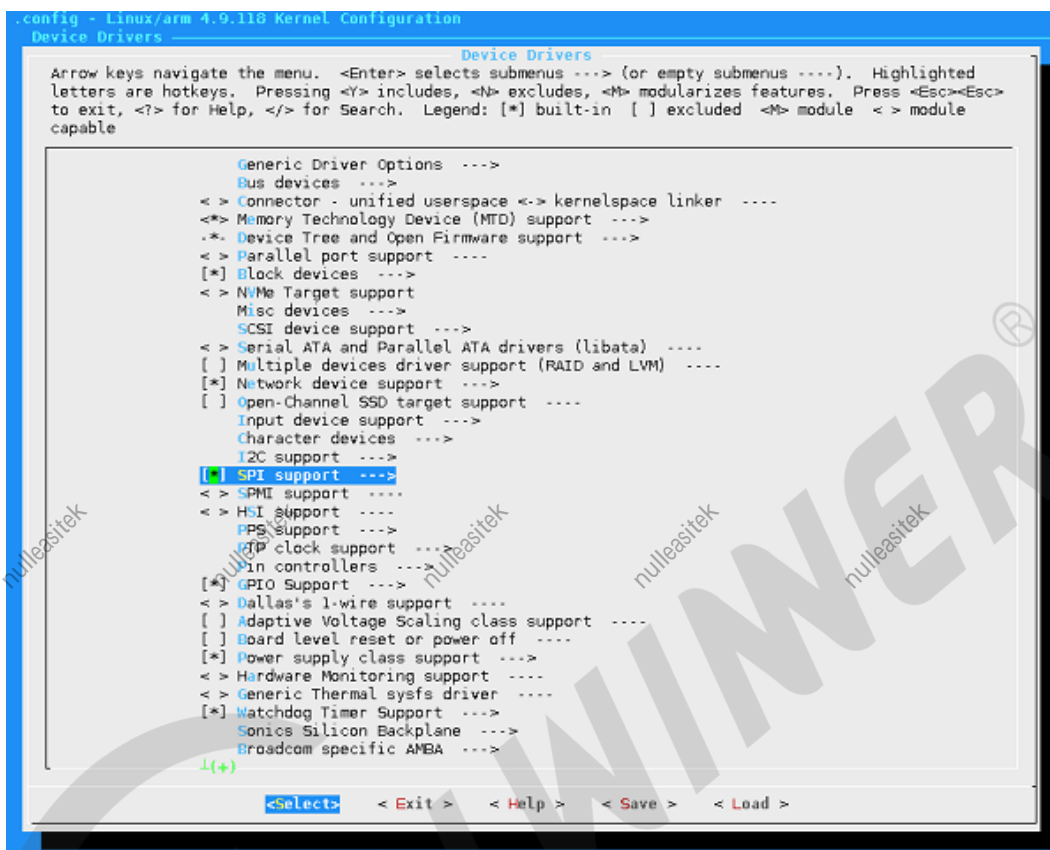 .config - Linux/arm 4.9.118 Kernel Configuration
Device Drivers
Device Drivers
Arrow keys navigate the menu.  <Enter> selects submenus ---> (or empty submenus ----).  Highlighted
letters are hotkeys.  Pressing <Y> includes, <N> excludes, <M> modularizes features.  Press <Esc><Esc>
to exit, <?> for Help, </> for Search.  Legend: [*] built-in  [ ] excluded  <M> module  < > module
capable
Generic Driver Options  --->
Bus devices  --->
< > Connector - unified userspace <-> kernelspace linker  ----
<*> Memory Technology Device (MTD) support  --->
-*- Device Tree and Open Firmware support  --->
< > Parallel port support  ----
[*] Block devices  --->
< > NVMe Target support
Misc devices  --->
SCSI device support  --->
< > Serial ATA and Parallel ATA drivers (libata)  ----
[ ] Multiple devices driver support (RAID and LVM)  ----
[*] Network device support  --->
[ ] Open-Channel SSD target support  ----
Input device support  --->
Character devices  --->
I2C support  --->
[*] SPI support  --->
< > SPMI support  ----
< > HSI support  ----
PPS support  --->
PTP clock support  --->
Pin controllers  --->
[*] GPIO Support  --->
< > Dallas's 1-wire support  ----
[ ] Adaptive Voltage Scaling class support  ----
[ ] Board level reset or power off  ----
[*] Power supply class support  --->
< > Hardware Monitoring support  ----
< > Generic Thermal sysfs driver  ----
[*] Watchdog Timer Support  --->
Sonics Silicon Backplane  --->
Broadcom specific AMBA  --->
┴(+)
<Select>    < Exit >    < Help >    < Save >    < Load >
nulleasitek
nulleasitek
nulleasitek
nulleasitek
nulleasitek
WINNER®